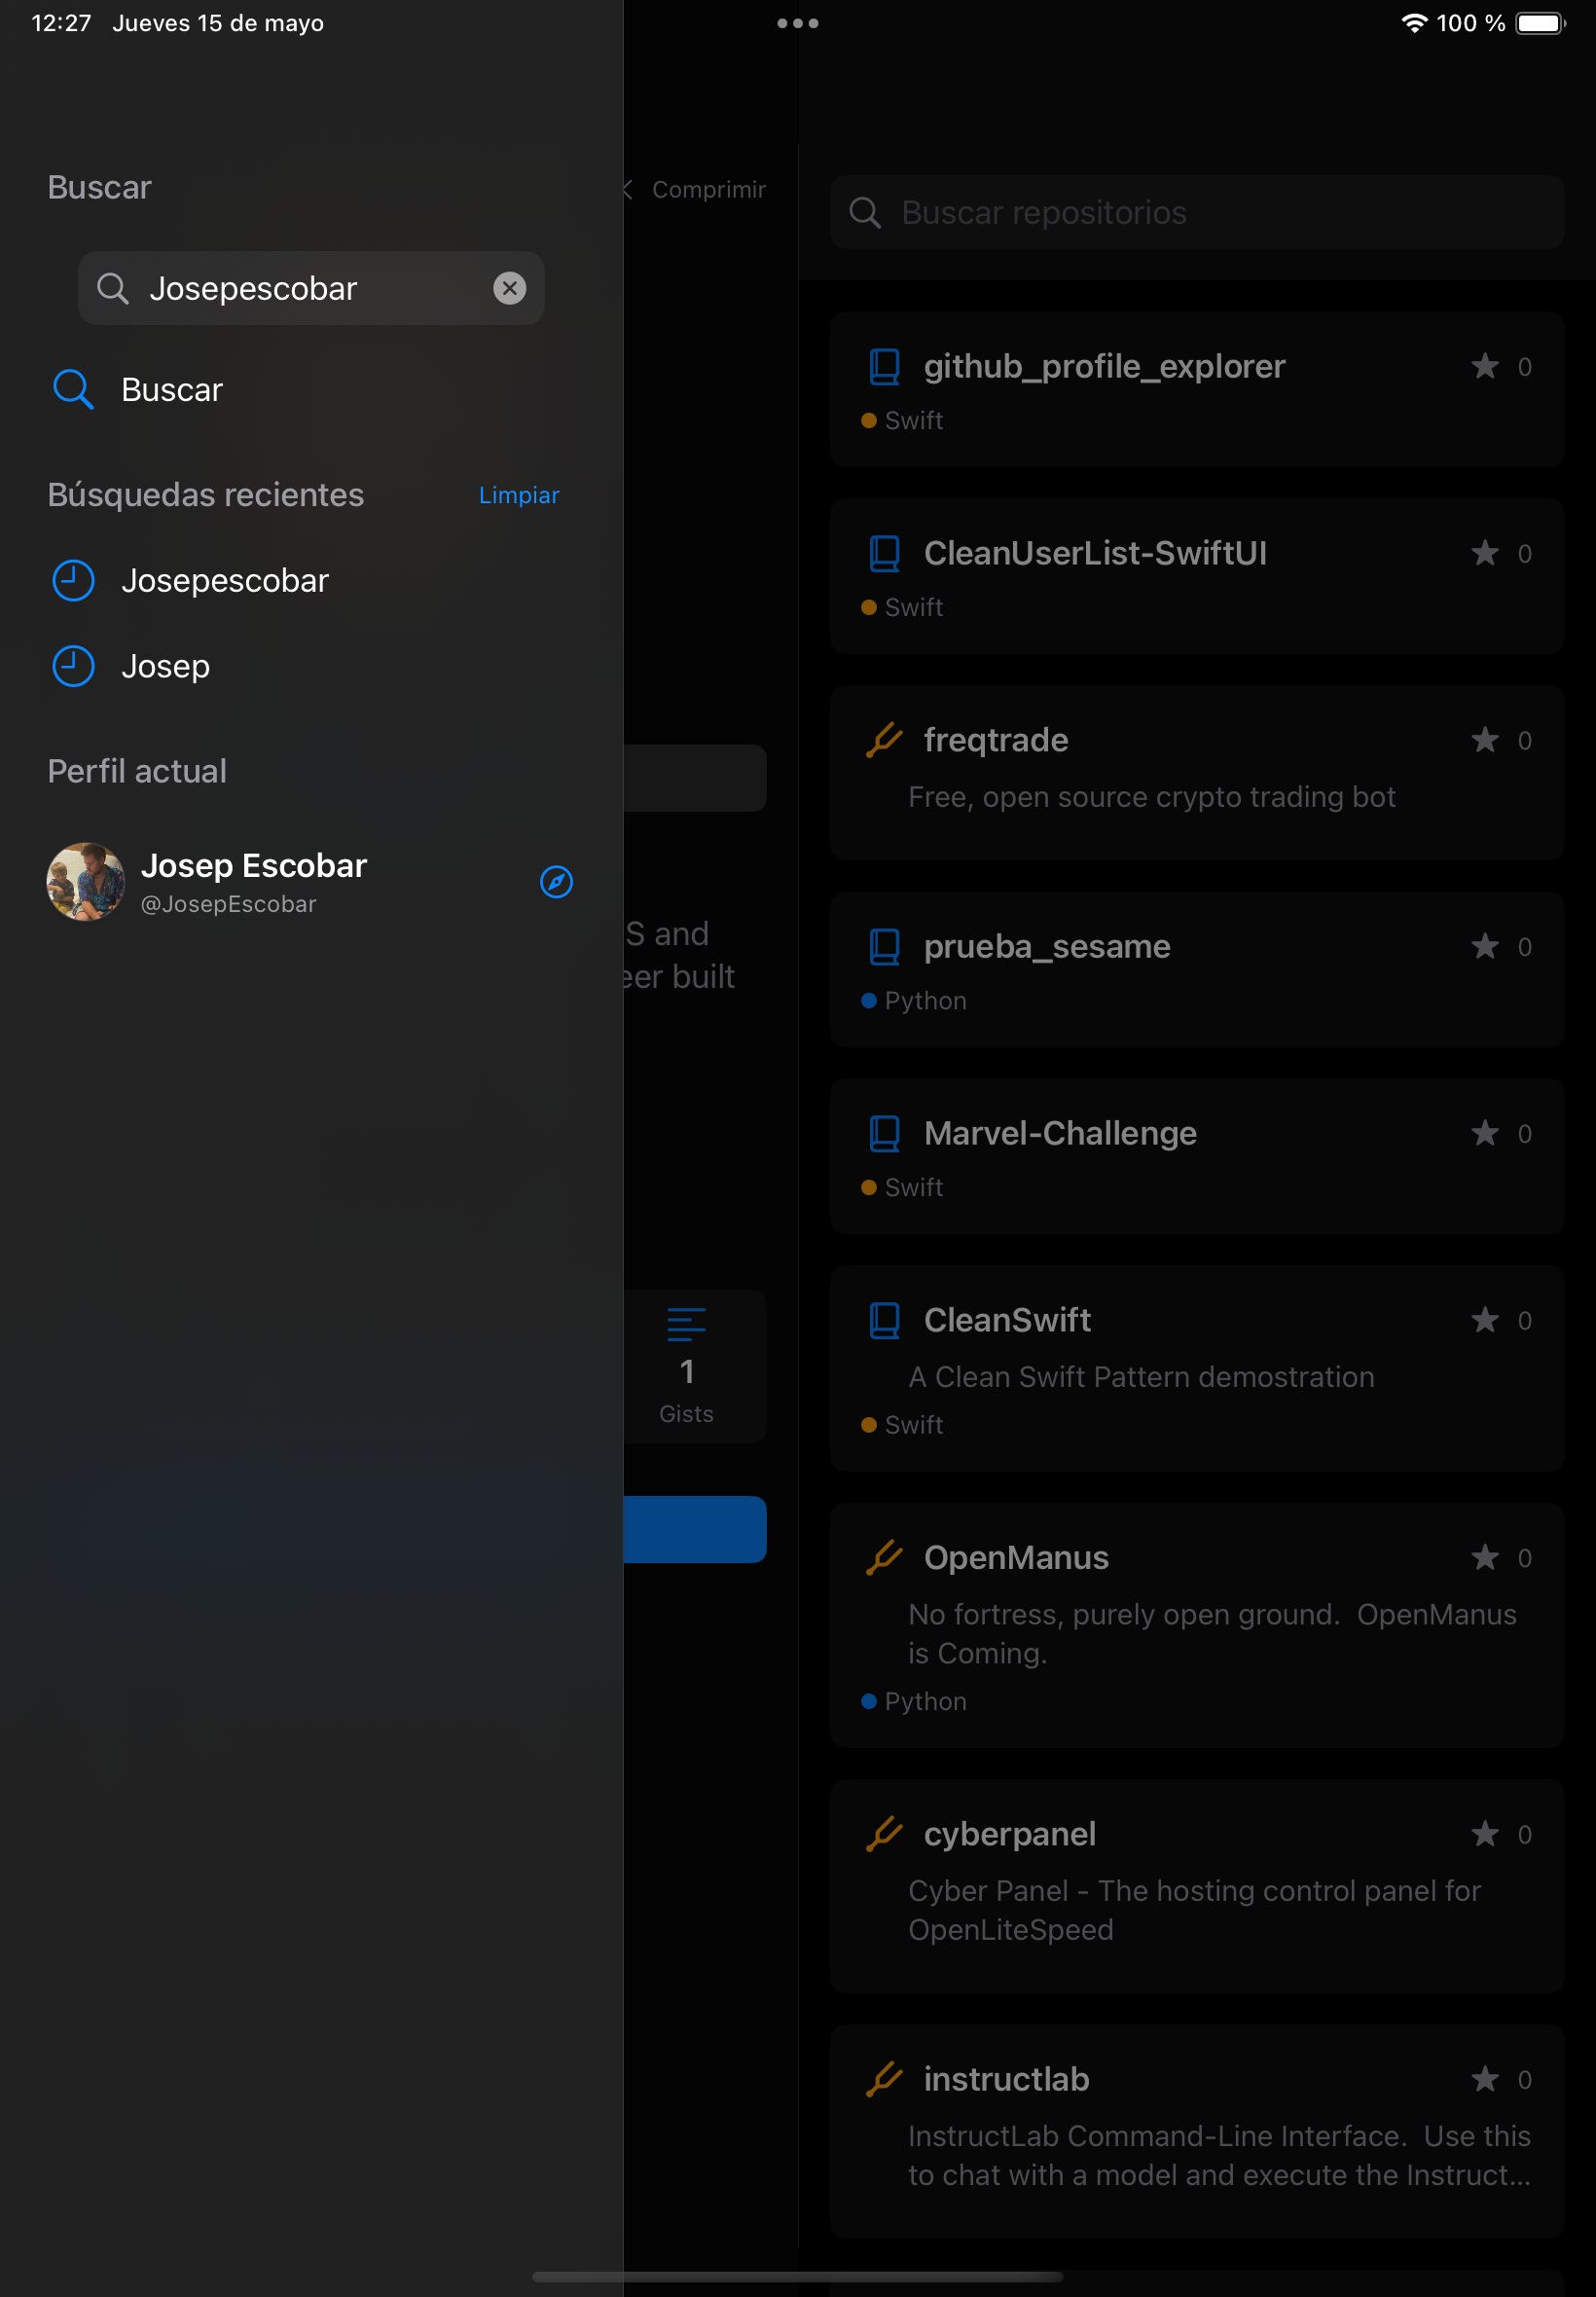 12:27 Jueves 15 de mayo
100 %
Buscar
Josepescobar
Buscar
Búsquedas recientes
Limpiar
Josepescobar
Josep
Perfil actual
Josep Escobar
@JosepEscobar
Comprimir
S and
eer built
1
Gists
Buscar repositorios
github_profile_explorer
0
Swift
CleanUserList-SwiftUI
0
Swift
freqtrade
0
Free, open source crypto trading bot
prueba_sesame
0
Python
Marvel-Challenge
0
Swift
CleanSwift
0
A Clean Swift Pattern demostration
Swift
OpenManus
0
No fortress, purely open ground. OpenManus
is Coming.
Python
cyberpanel
0
Cyber Panel - The hosting control panel for
OpenLiteSpeed
instructlab
0
InstructLab Command-Line Interface. Use this
to chat with a model and execute the Instruct...